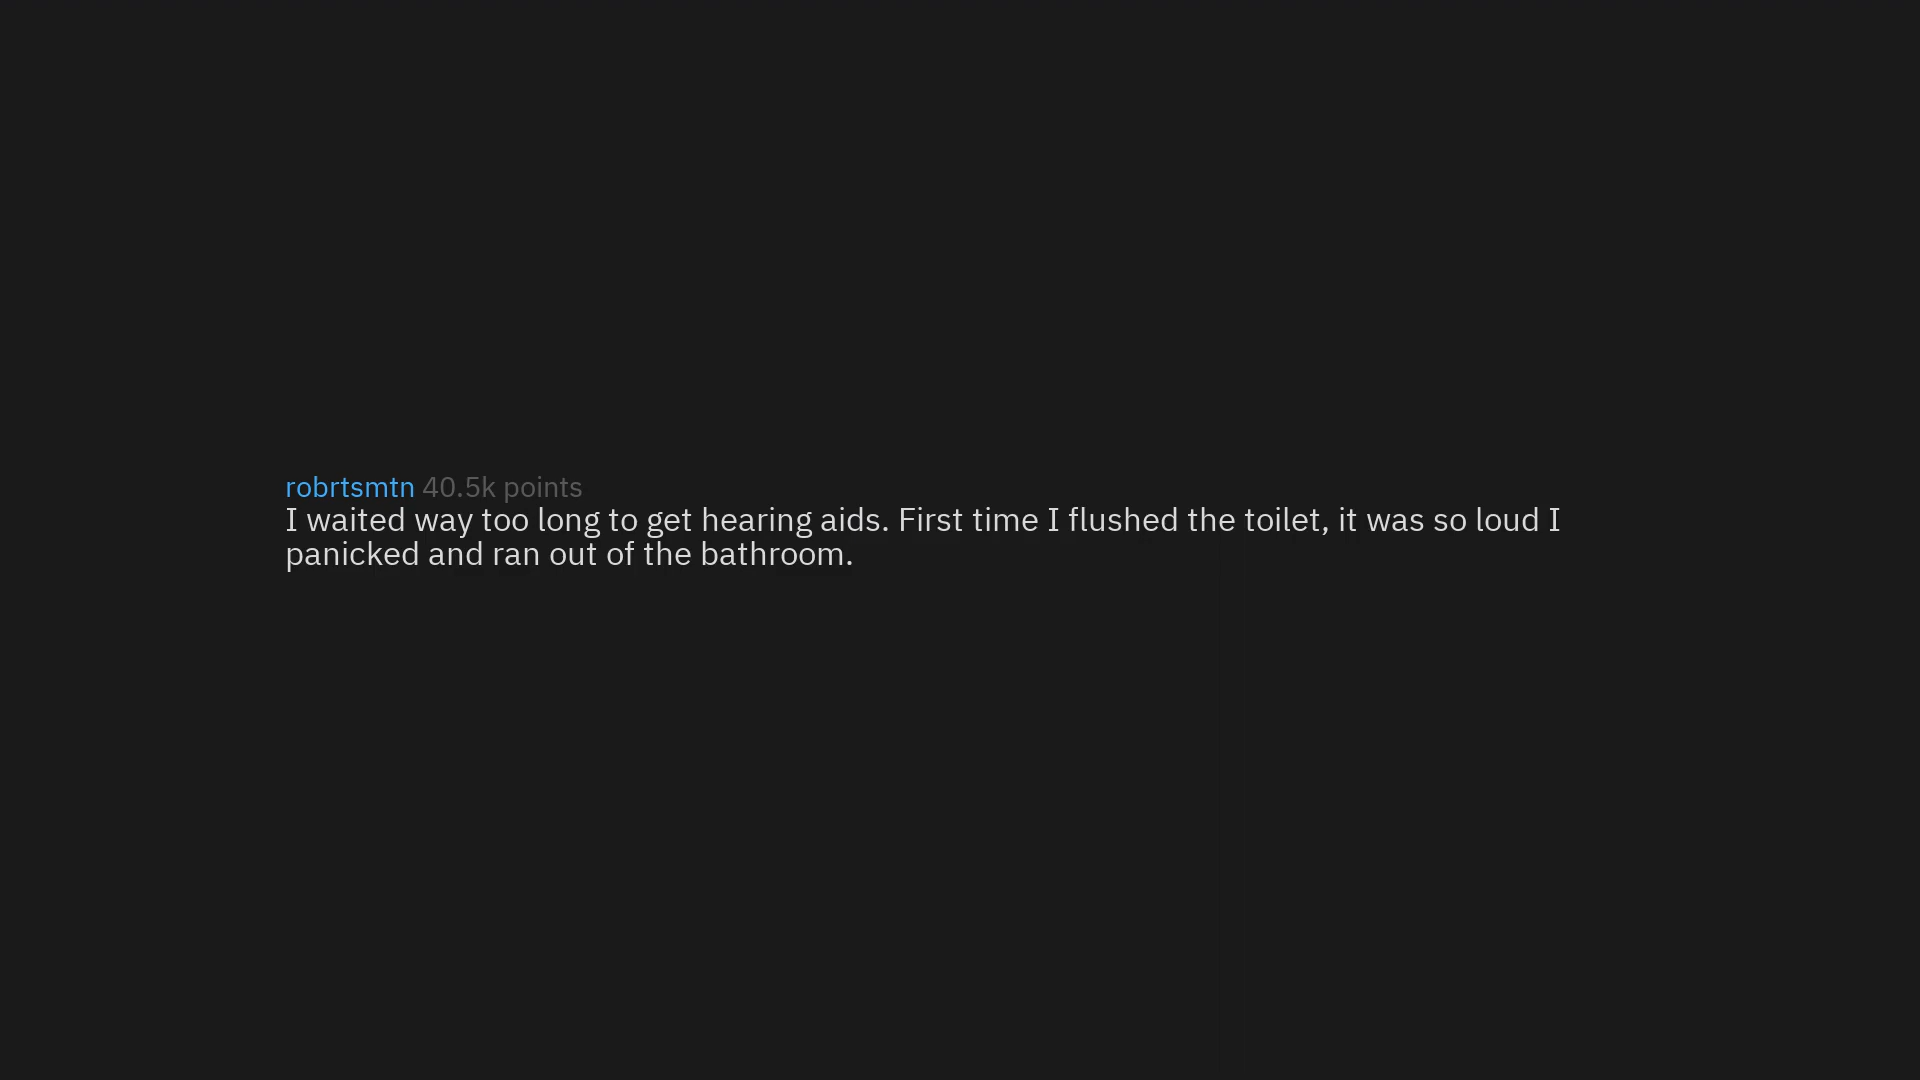 robrtsmtn 40.5k points
I waited way too long to get hearing aids. First time I flushed the toilet, it was so loud I
panicked and ran out of the bathroom.